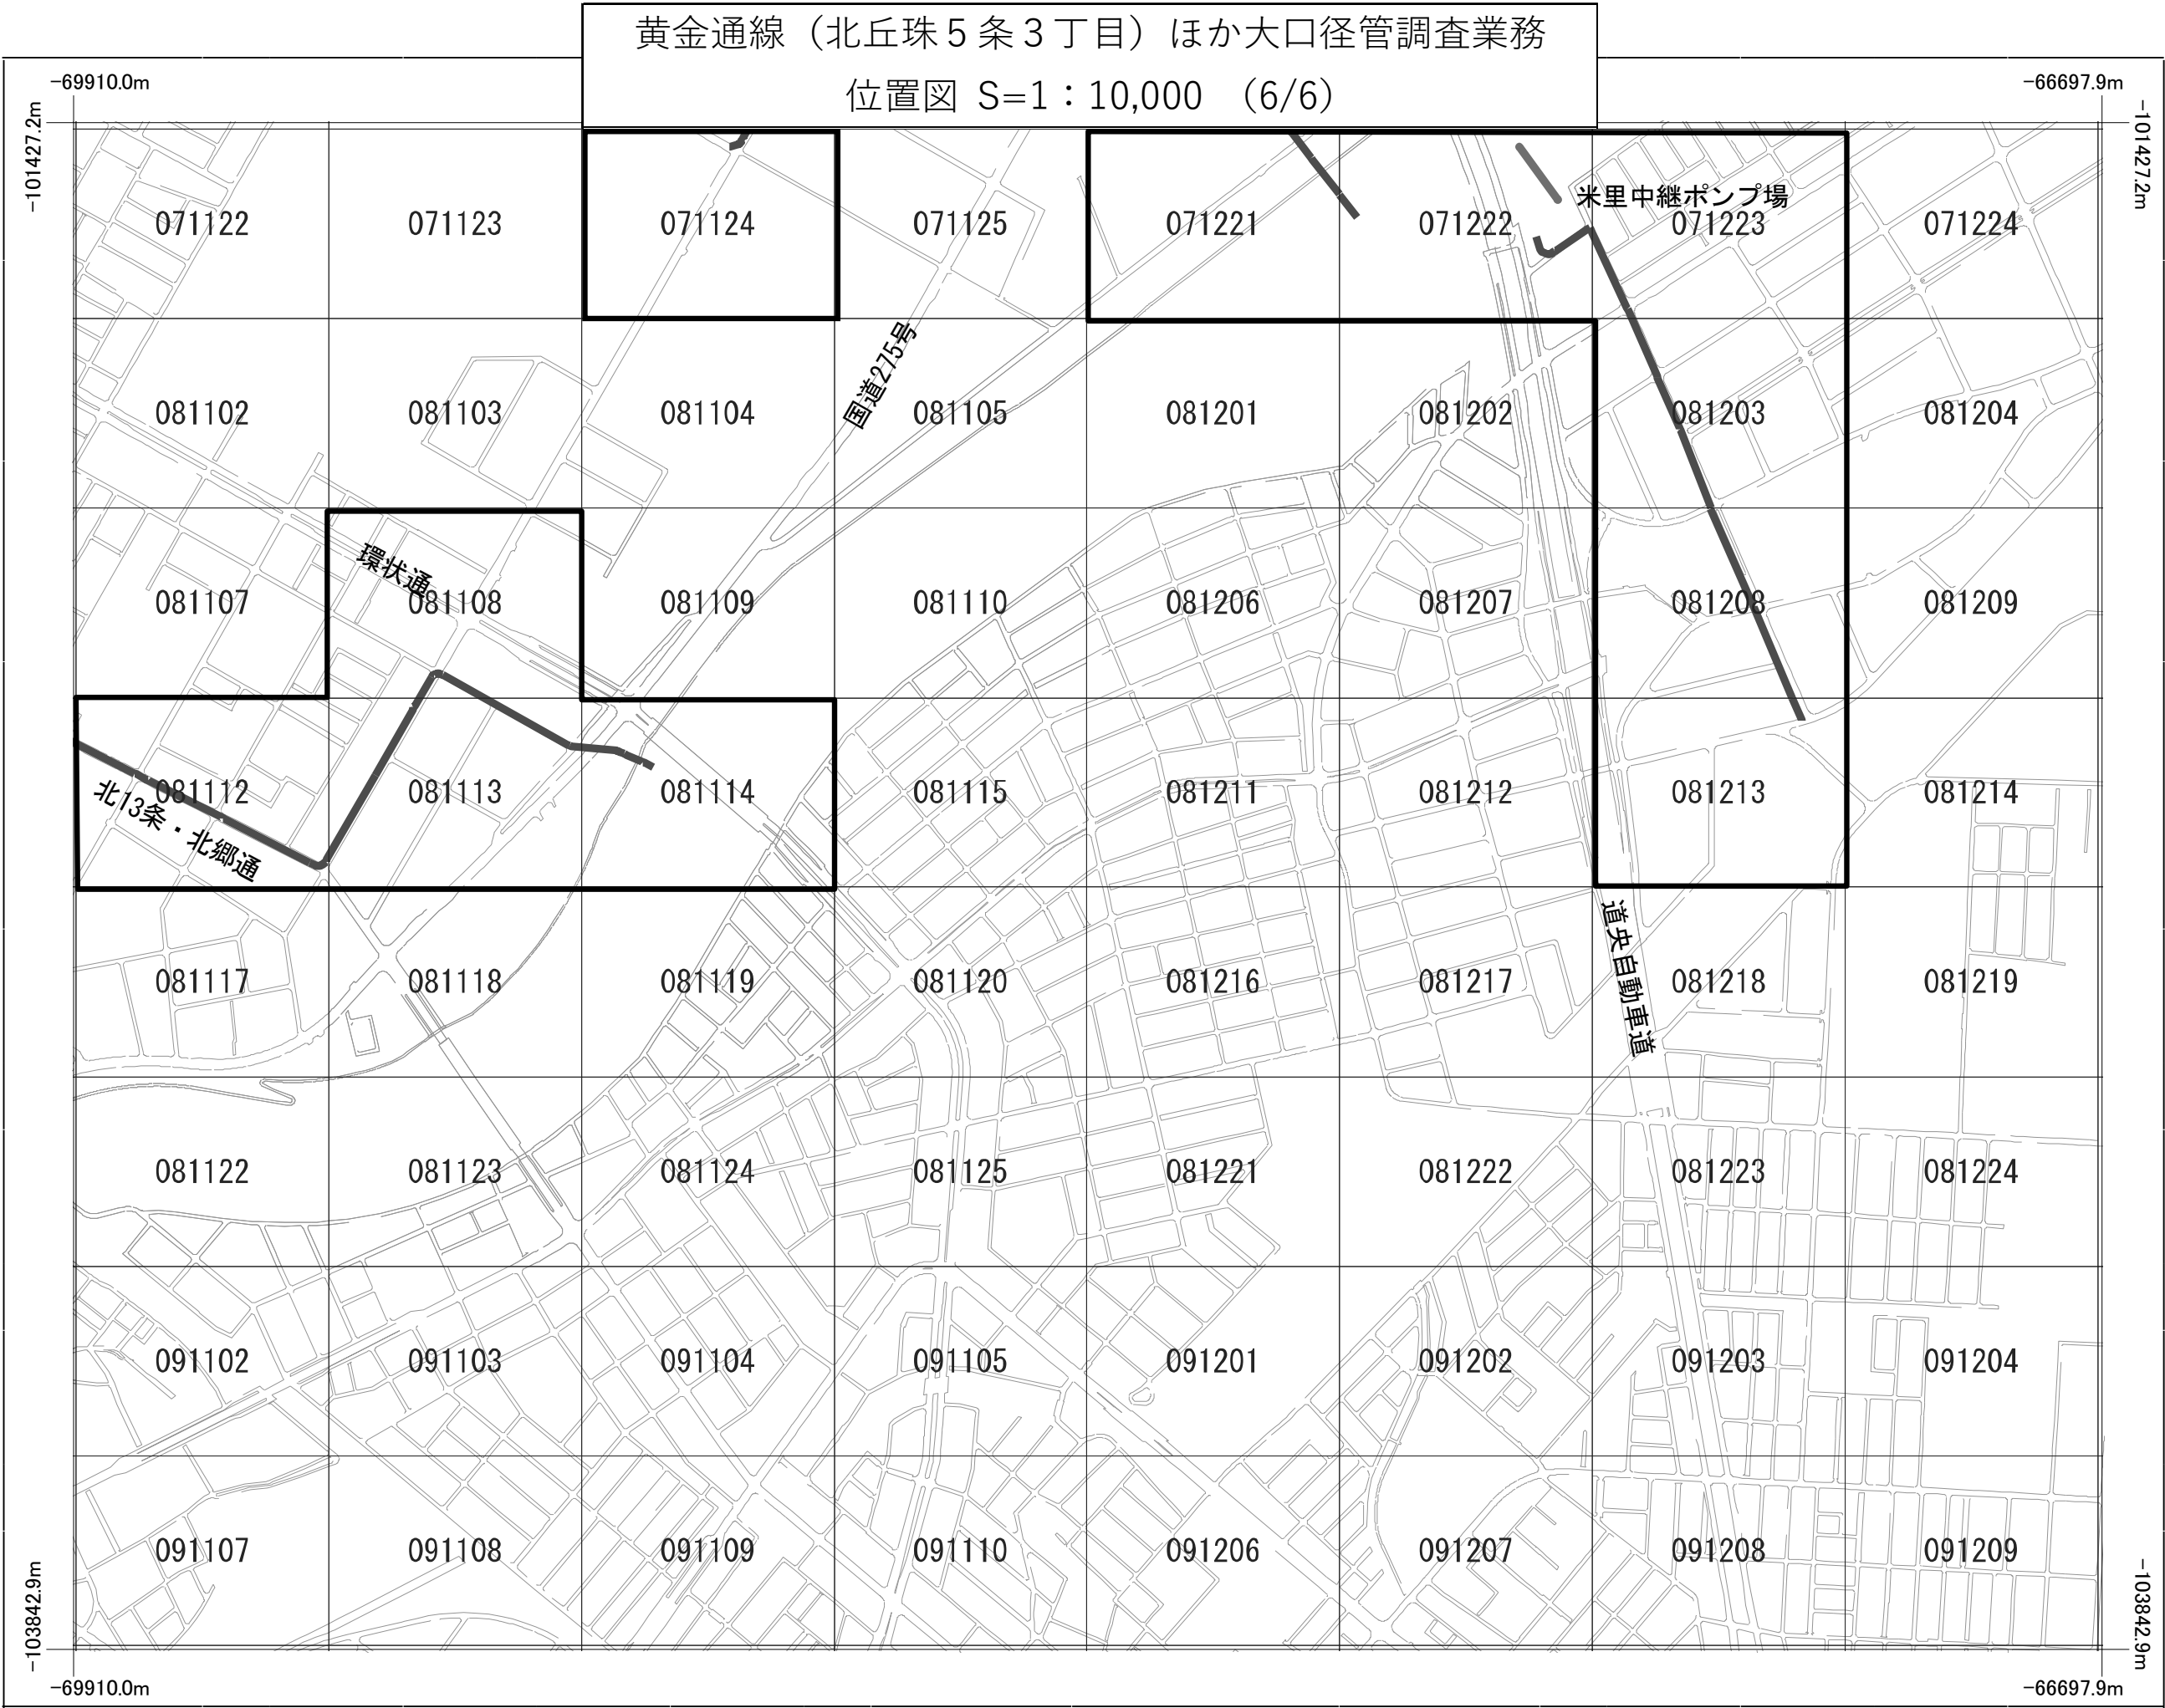 黄金通線（北丘珠５条３丁目）ほか大口径管調査業務
位置図 S=1：10,000 （6/6）
-69910.0m
-66697.9m
-101427.2m
-101427.2m
米里中継ポンプ場
071122 071123 071124 071125 071221 071222 071223 071224
国道275号
081102 081103 081104 081105 081201 081202 081203 081204
環状通
081107 081108 081109 081110 081206 081207 081208 081209
081112 081113 081114 081115 081211 081212 081213 081214
北13条・北郷通
道央自動車道
081117 081118 081119 081120 081216 081217 081218 081219
081122 081123 081124 081125 081221 081222 081223 081224
091102 091103 091104 091105 091201 091202 091203 091204
091107 091108 091109 091110 091206 091207 091208 091209
-103842.9m
-103842.9m
-69910.0m
-66697.9m